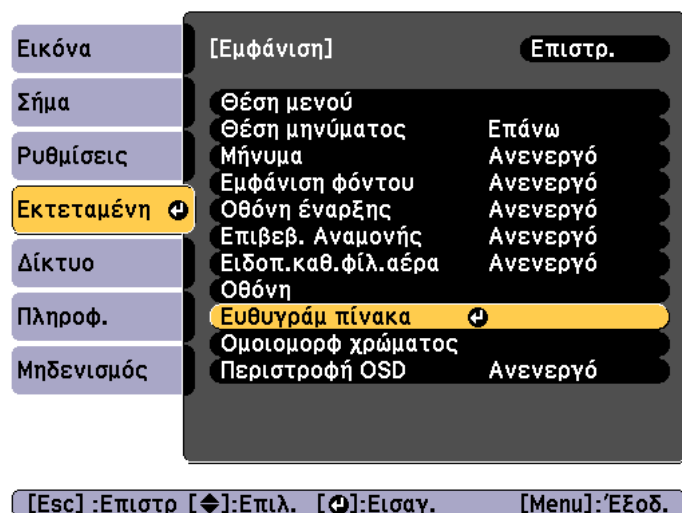 Εικόνα
Σήμα
Ρυθμίσεις
Εκτεταμένη
Δίκτυο
Πληροφ.
Μηδενισμός
[Εμφάνιση] Επιστρ.
Θέση μενού
Θέση μηνύματος Επάνω
Μήνυμα Ανενεργό
Εμφάνιση φόντου Ανενεργό
Οθόνη έναρξης Ανενεργό
Επιβεβ. Αναμονής Ανενεργό
Ειδοπ.καθ.φίλ.αέρα Ανενεργό
Οθόνη
Ευθυγράμ πίνακα
Ομοιομορφ χρώματος
Περιστροφή OSD Ανενεργό
[Esc] :Επιστρ [◆]:Επιλ. [⏎]:Εισαγ. [Menu]:Έξοδ.